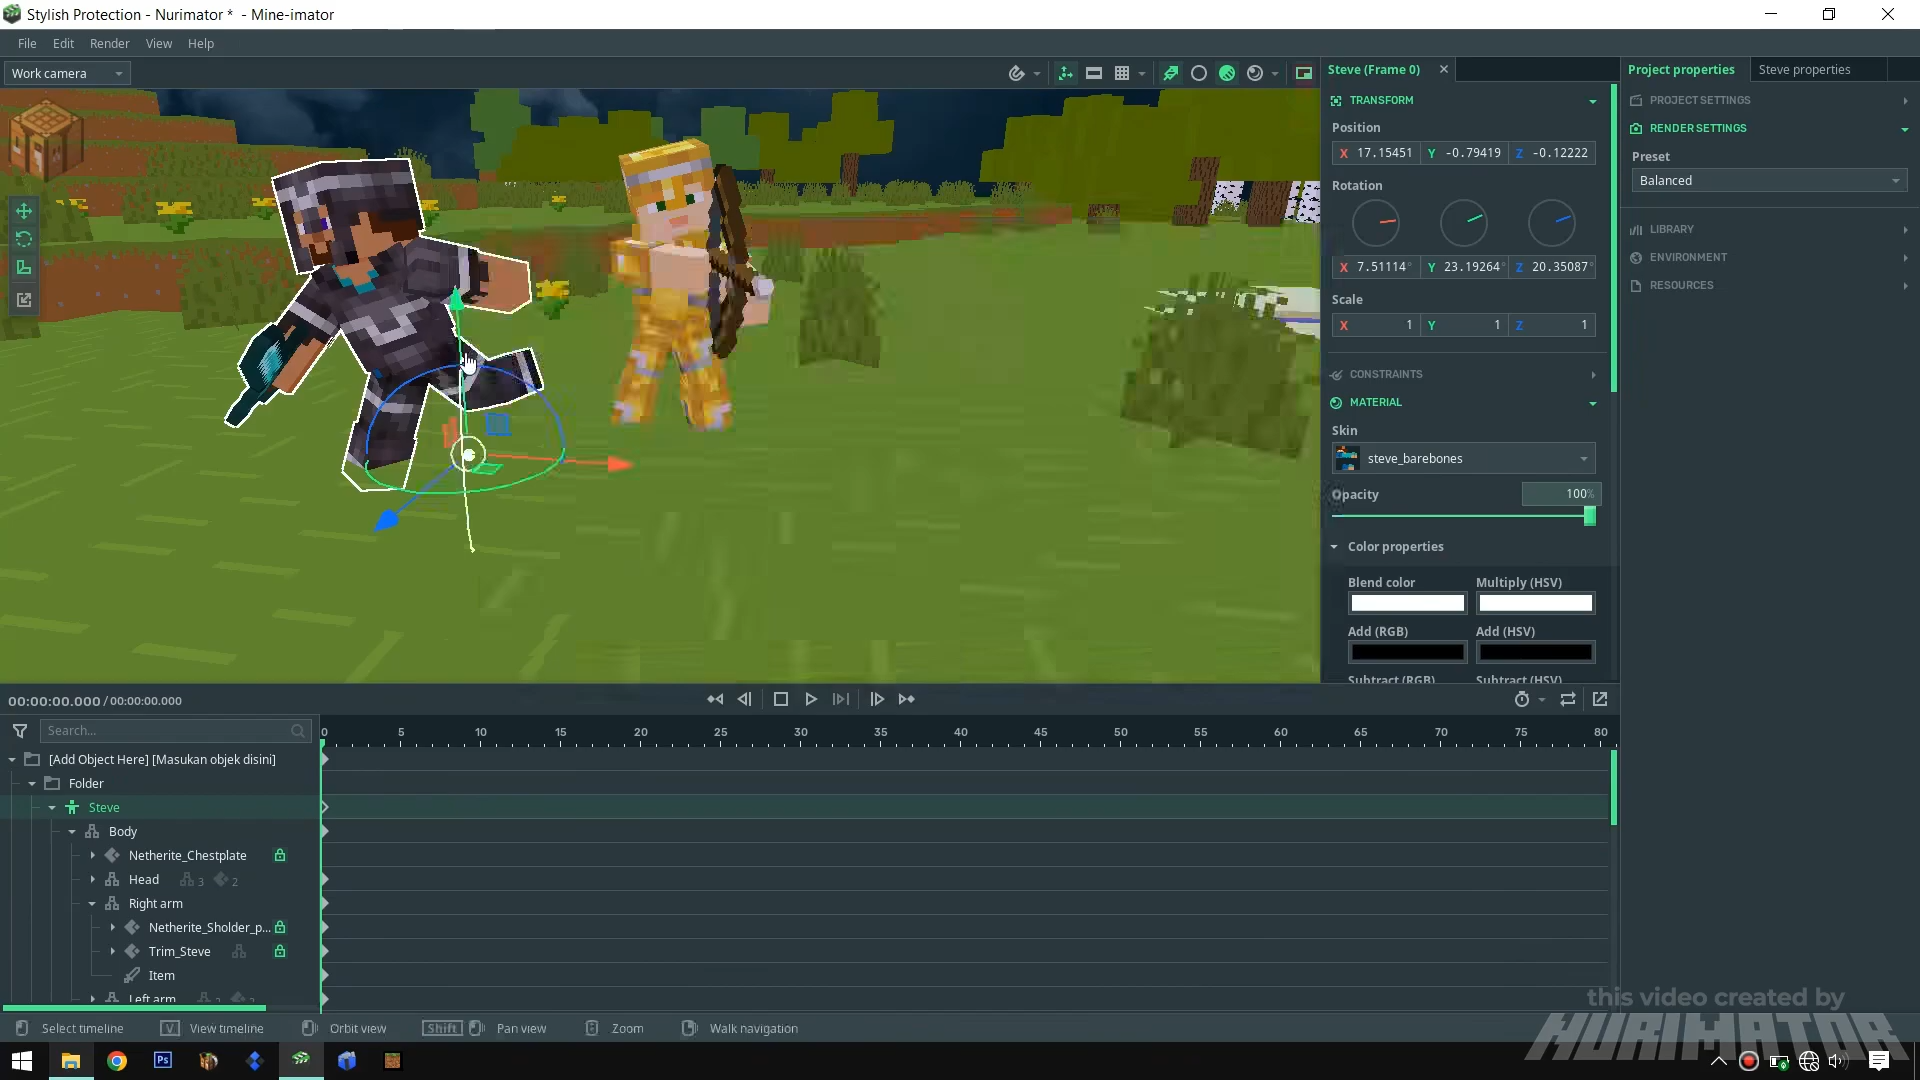 Stylish Protection - Nurimator * - Mine-imator
File Edit Render View Help
Work camera
Steve (Frame 0)
Project properties
Steve properties
TRANSFORM
Position
X 17.15451 Y -0.79419 Z -0.12222
Rotation
X 7.51114° Y 23.19264° Z 20.35087°
Scale
X 1 Y 1 Z 1
CONSTRAINTS
MATERIAL
Skin
steve_barebones
Opacity 100%
Color properties
Blend color Multiply (HSV)
Add (RGB) Add (HSV)
Subtract (RGB) Subtract (HSV)
PROJECT SETTINGS
RENDER SETTINGS
Preset
Balanced
LIBRARY
ENVIRONMENT
RESOURCES
00:00:00.000 / 00:00:00.000
Search...
0 5 10 15 20 25 30 35 40 45 50 55 60 65 70 75 80
[Add Object Here] [Masukan objek disini]
Folder
Steve
Body
Netherite_Chestplate
Head 3 2
Right arm
Netherite_Sholder_p...
Trim_Steve
Item
Left arm 2 2
Select timeline V View timeline Orbit view Shift Pan view Zoom Walk navigation
this video created by
NURIMATOR
Ps